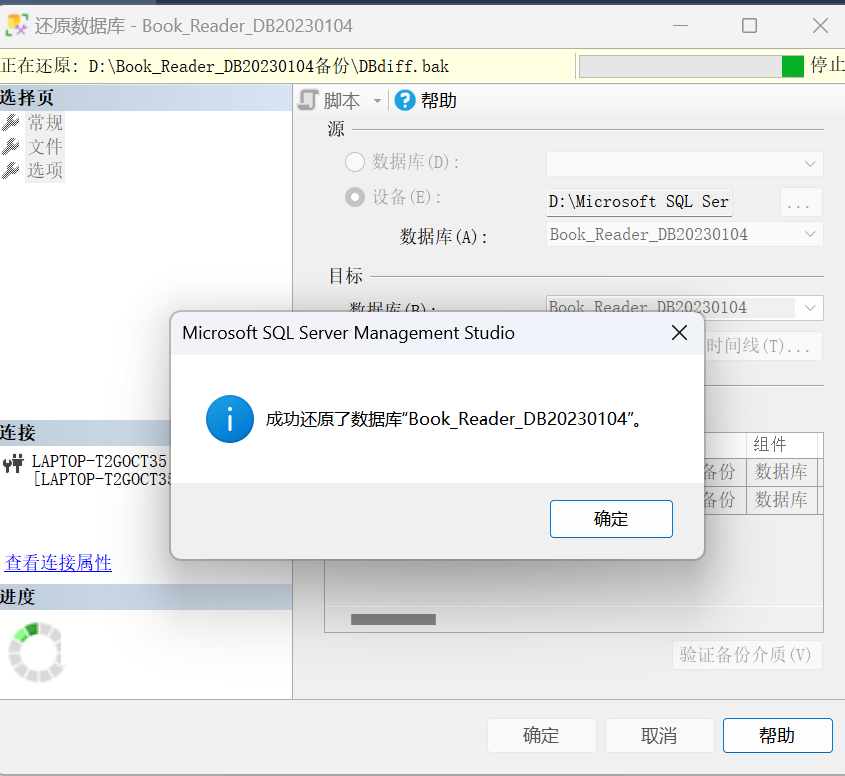 还原数据库 - Book_Reader_DB20230104
正在还原: D:\Book_Reader_DB20230104备份\DBdiff.bak
停止
选择页
常规
文件
选项
脚本
帮助
源
数据库(D):
设备(E):
D:\Microsoft SQL Ser
...
数据库(A):
Book_Reader_DB20230104
目标
数据库(B):
Book_Reader_DB20230104
时间线(T)...
Microsoft SQL Server Management Studio
成功还原了数据库“Book_Reader_DB20230104”。
确定
组件
备份 数据库
备份 数据库
连接
LAPTOP-T2GOCT35
[LAPTOP-T2GOCT35
查看连接属性
进度
验证备份介质(V)
确定
取消
帮助